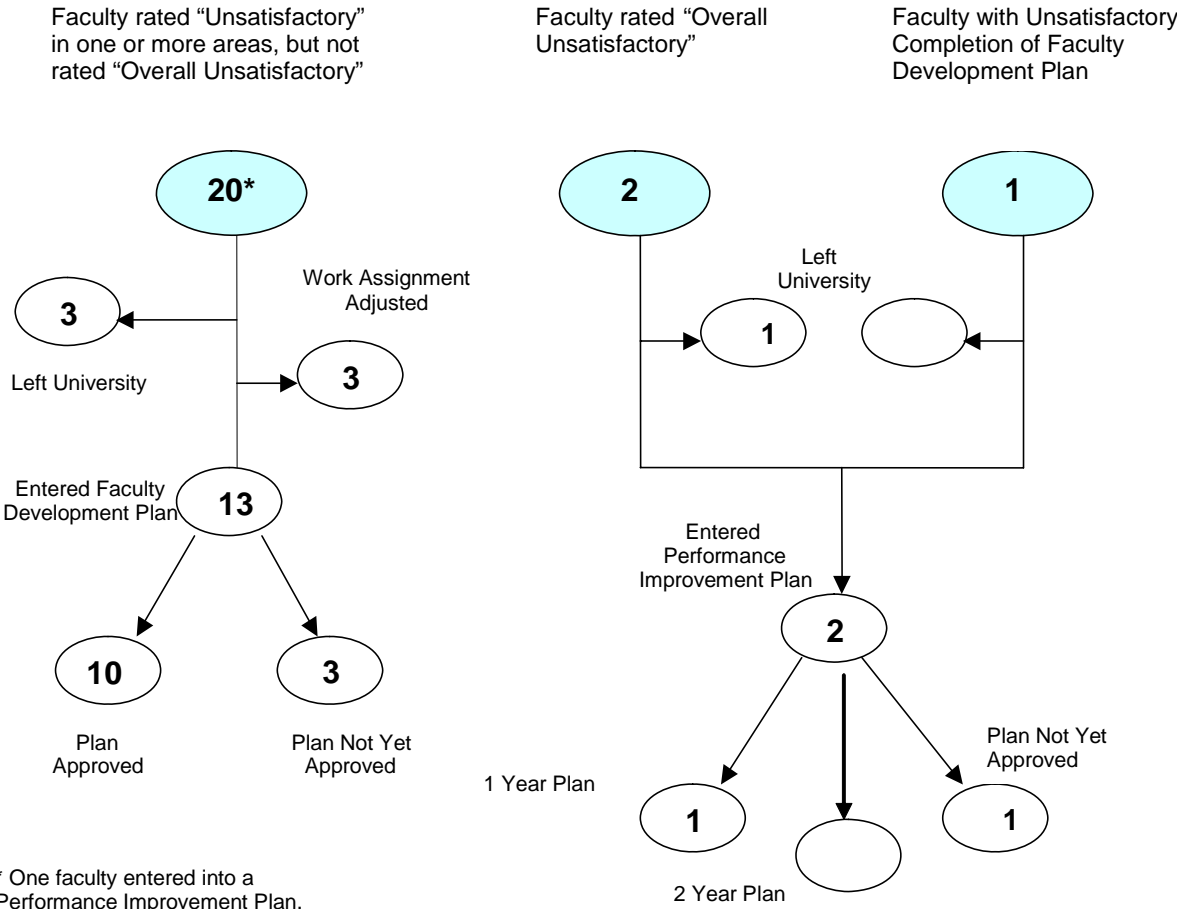 Faculty rated “Unsatisfactory”
in one or more areas, but not
rated “Overall Unsatisfactory”
Faculty rated “Overall
Unsatisfactory”
Faculty with Unsatisfactory
Completion of Faculty
Development Plan
20*
2
1
Left
University
Work Assignment
Adjusted
3
1
Left University
3
Entered Faculty
Development Plan
13
Entered
Performance
Improvement Plan
2
10
3
Plan
Approved
Plan Not Yet
Approved
Plan Not Yet
Approved
1 Year Plan
1
1
2 Year Plan
* One faculty entered into a
Performance Improvement Plan.